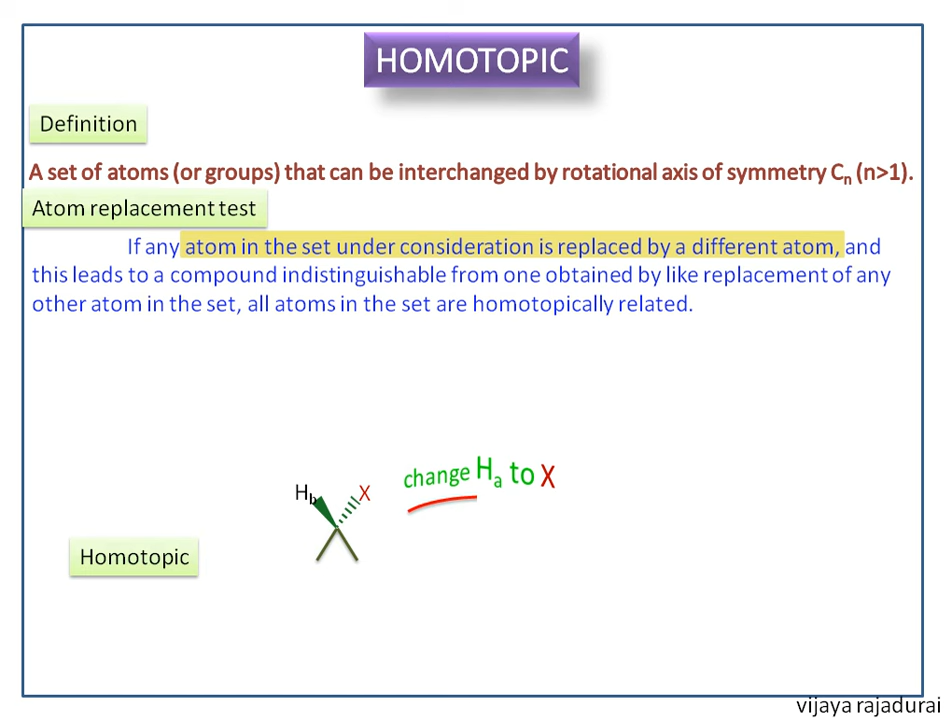 HOMOTOPIC
Definition
A set of atoms (or groups) that can be interchanged by rotational axis of symmetry Cn (n>1).
Atom replacement test
If any atom in the set under consideration is replaced by a different atom, and
this leads to a compound indistinguishable from one obtained by like replacement of any
other atom in the set, all atoms in the set are homotopically related.
change Ha to X
Hb X
Homotopic
vijaya rajadurai